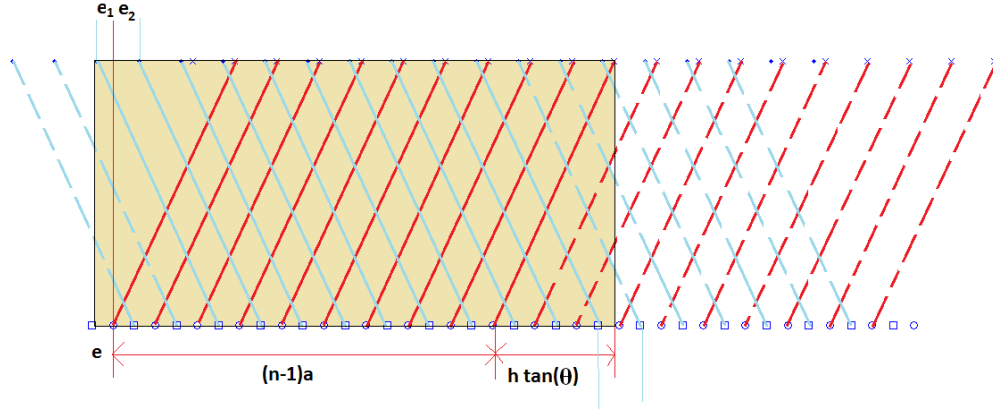 e₁ e₂
e
(n-1)a
h tan(θ)